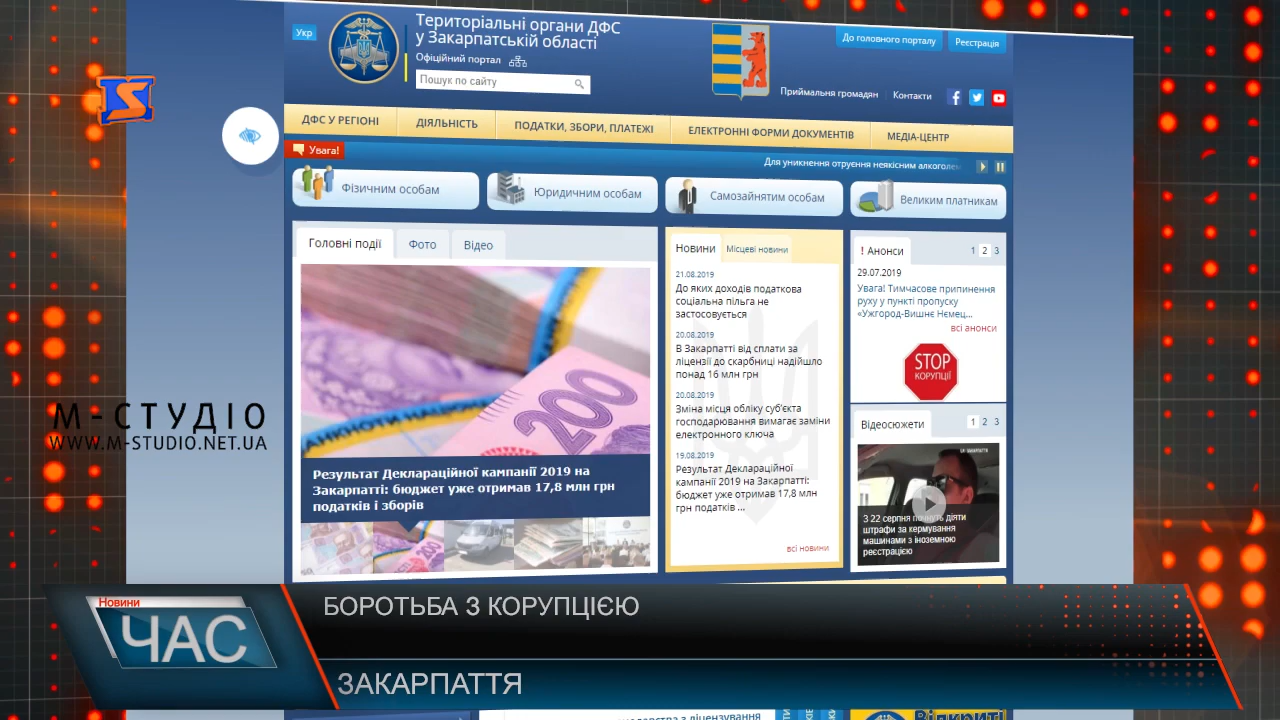 Укр
Територіальні органи ДФС
у Закарпатській області
Офіційний портал
Пошук по сайту
До головного порталу
Реєстрація
Приймальня громадян
Контакти
ДФС У РЕГІОНІ
ДІЯЛЬНІСТЬ
ПОДАТКИ, ЗБОРИ, ПЛАТЕЖІ
ЕЛЕКТРОННІ ФОРМИ ДОКУМЕНТІВ
МЕДІА-ЦЕНТР
Увага!
Для уникнення отруєння неякісним алкоголем
Фізичним особам
Юридичним особам
Самозайнятим особам
Великим платникам
Головні події
Фото
Відео
200
Результат Деклараційної кампанії 2019 на
Закарпатті: бюджет уже отримав 17,8 млн грн
податків і зборів
Новини
Місцеві новини
21.08.2019
До яких доходів податкова
соціальна пільга не
застосовується
20.08.2019
В Закарпатті від сплати за
ліцензії до скарбниці надійшло
понад 16 млн грн
20.08.2019
Зміна місця обліку суб'єкта
господарювання вимагає заміни
електронного ключа
19.08.2019
Результат Деклараційної
кампанії 2019 на Закарпатті:
бюджет уже отримав 17,8 млн
грн податків ...
всі новини
! Анонси
1 2 3
29.07.2019
Увага! Тимчасове припинення
руху у пункті пропуску
«Ужгород-Вишнє Нємец...
всі анонси
STOP
КОРУПЦІЇ
Відеосюжети
1 2 3
З 22 серпня почнуть діяти
штрафи за кермування
машинами з іноземною
реєстрацією
М-СТУДІО
WWW.M-STUDIO.NET.UA
Новини
ЧАС
БОРОТЬБА З КОРУПЦІЄЮ
ЗАКАРПАТТЯ
Відкриті